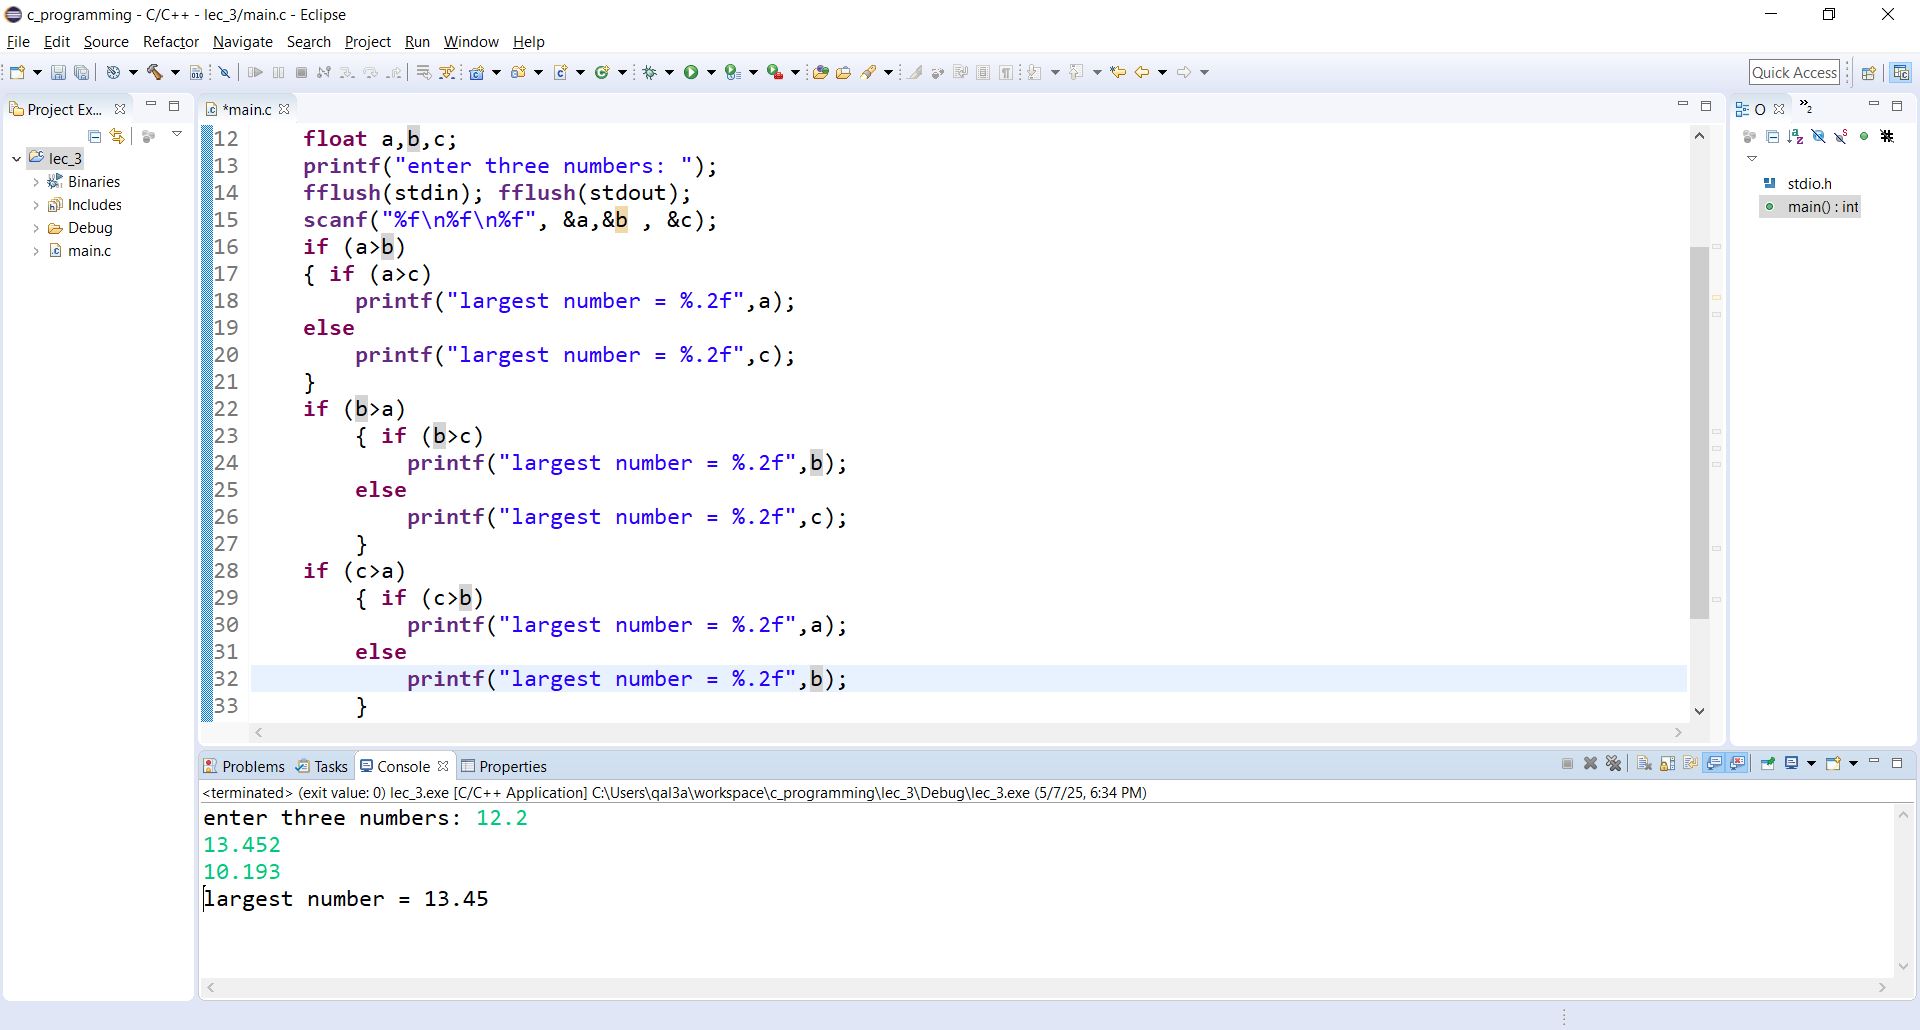 c_programming - C/C++ - lec_3/main.c - Eclipse
File Edit Source Refactor Navigate Search Project Run Window Help
Quick Access
Project Ex...
*main.c
O
»2
lec_3
Binaries
Includes
Debug
main.c
12 float a,b,c;
13 printf("enter three numbers: ");
14 fflush(stdin); fflush(stdout);
15 scanf("%f\n%f\n%f", &a,&b , &c);
16 if (a>b)
17 { if (a>c)
18 printf("largest number = %.2f",a);
19 else
20 printf("largest number = %.2f",c);
21 }
22 if (b>a)
23 { if (b>c)
24 printf("largest number = %.2f",b);
25 else
26 printf("largest number = %.2f",c);
27 }
28 if (c>a)
29 { if (c>b)
30 printf("largest number = %.2f",a);
31 else
32 printf("largest number = %.2f",b);
33 }
stdio.h
main() : int
Problems Tasks Console Properties
<terminated> (exit value: 0) lec_3.exe [C/C++ Application] C:\Users\qal3a\workspace\c_programming\lec_3\Debug\lec_3.exe (5/7/25, 6:34 PM)
enter three numbers: 12.2
13.452
10.193
largest number = 13.45